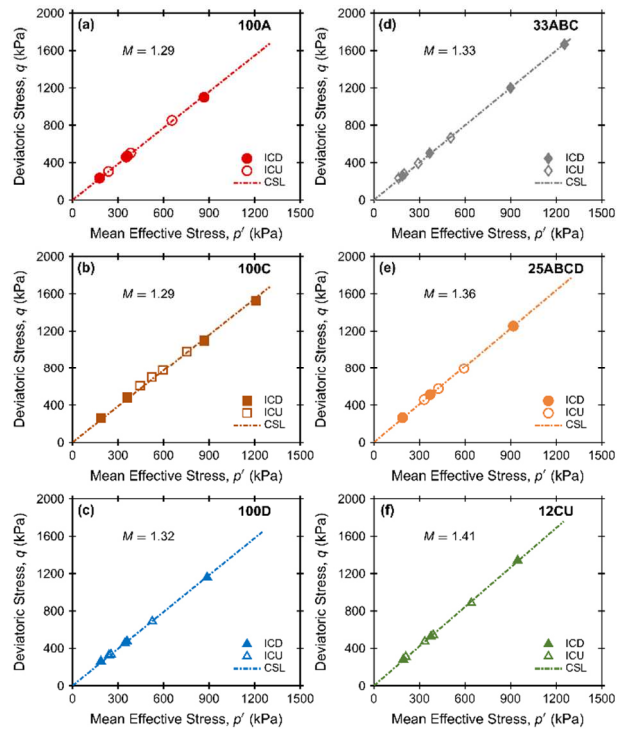 (a) 100A
M = 1.29
2000
1600
1200
800
400
0
Deviatoric Stress, q (kPa)
ICD
ICU
CSL
0 300 600 900 1200 1500
Mean Effective Stress, p′ (kPa)
(d) 33ABC
M = 1.33
2000
1600
1200
800
400
0
Deviatoric Stress, q (kPa)
ICD
ICU
CSL
0 300 600 900 1200 1500
Mean Effective Stress, p′ (kPa)
(b) 100C
M = 1.29
2000
1600
1200
800
400
0
Deviatoric Stress, q (kPa)
ICD
ICU
CSL
0 300 600 900 1200 1500
Mean Effective Stress, p′ (kPa)
(e) 25ABCD
M = 1.36
2000
1600
1200
800
400
0
Deviatoric Stress, q (kPa)
ICD
ICU
CSL
0 300 600 900 1200 1500
Mean Effective Stress, p′ (kPa)
(c) 100D
M = 1.32
2000
1600
1200
800
400
0
Deviatoric Stress, q (kPa)
ICD
ICU
CSL
0 300 600 900 1200 1500
Mean Effective Stress, p′ (kPa)
(f) 12CU
M = 1.41
2000
1600
1200
800
400
0
Deviatoric Stress, q (kPa)
ICD
ICU
CSL
0 300 600 900 1200 1500
Mean Effective Stress, p′ (kPa)